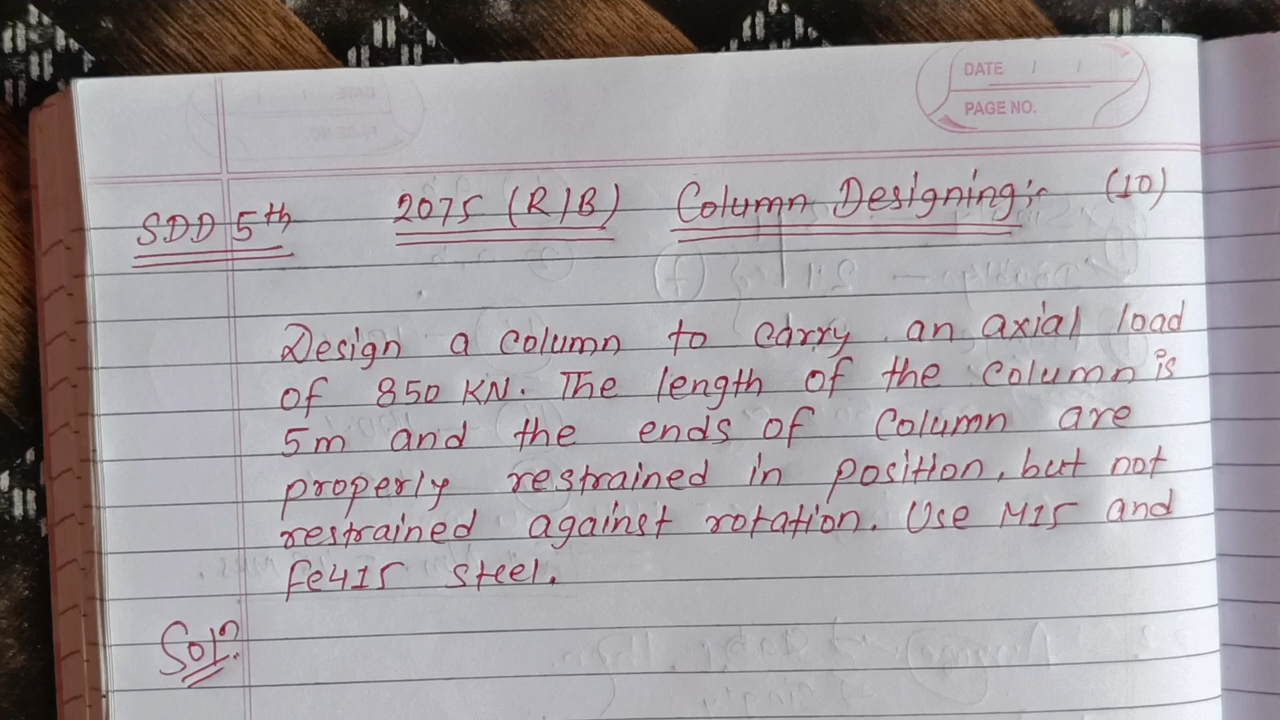 DATE / /
PAGE NO.
SDD 5th 2075 (R/B) Column Designing:- (10)
Design a column to carry an axial load
of 850 KN. The length of the column is
5m and the ends of column are
properly restrained in position, but not
restrained against rotation. Use M15 and
Fe415 steel.
Sol?